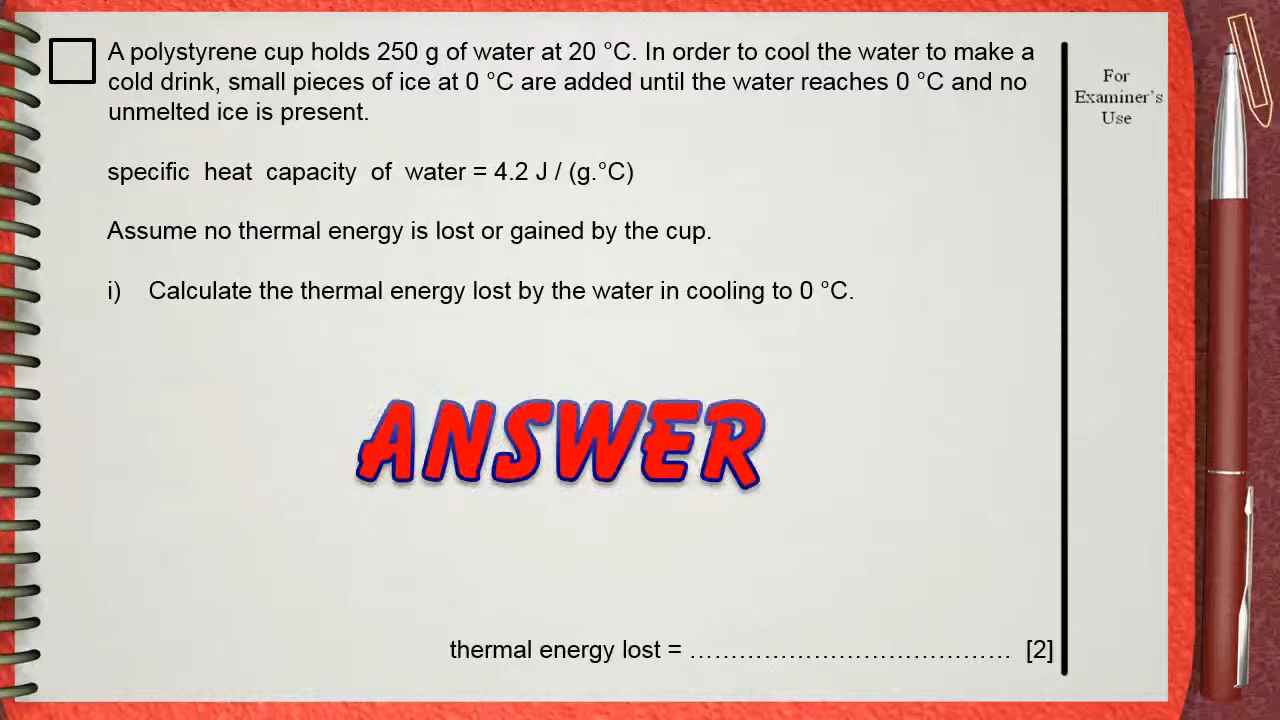 A polystyrene cup holds 250 g of water at 20 °C. In order to cool the water to make a
cold drink, small pieces of ice at 0 °C are added until the water reaches 0 °C and no
unmelted ice is present.
specific heat capacity of water = 4.2 J / (g.°C)
Assume no thermal energy is lost or gained by the cup.
i) Calculate the thermal energy lost by the water in cooling to 0 °C.
ANSWER
thermal energy lost = ………………………………… [2]
For
Examiner's
Use